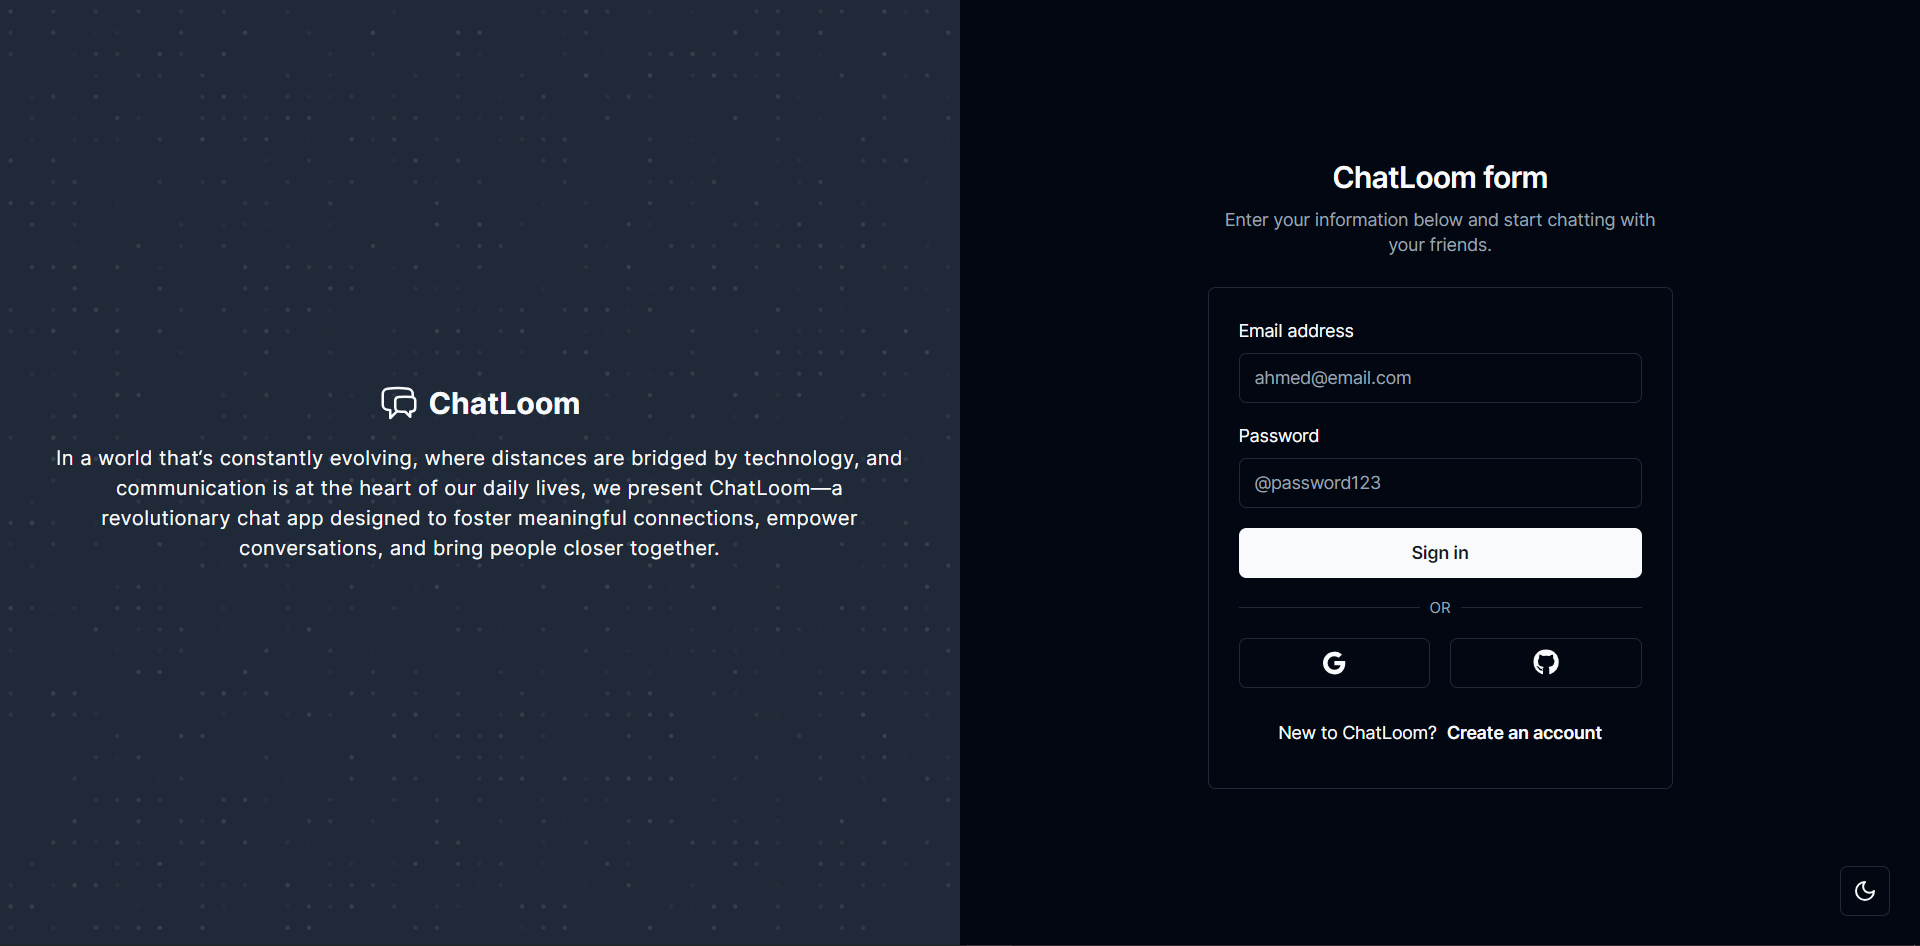 ChatLoom
In a world that‘s constantly evolving, where distances are bridged by technology, and
communication is at the heart of our daily lives, we present ChatLoom—a
revolutionary chat app designed to foster meaningful connections, empower
conversations, and bring people closer together.
ChatLoom form
Enter your information below and start chatting with
your friends.
Email address
ahmed@email.com
Password
@password123
Sign in
OR
New to ChatLoom? Create an account